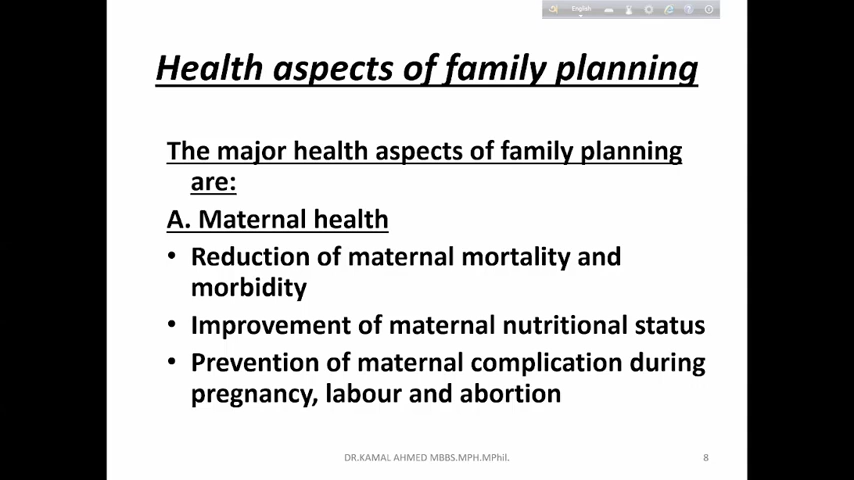 English
Health aspects of family planning
The major health aspects of family planning
are:
A. Maternal health
• Reduction of maternal mortality and
morbidity
• Improvement of maternal nutritional status
• Prevention of maternal complication during
pregnancy, labour and abortion
DR.KAMAL AHMED MBBS.MPH.MPhil.
8